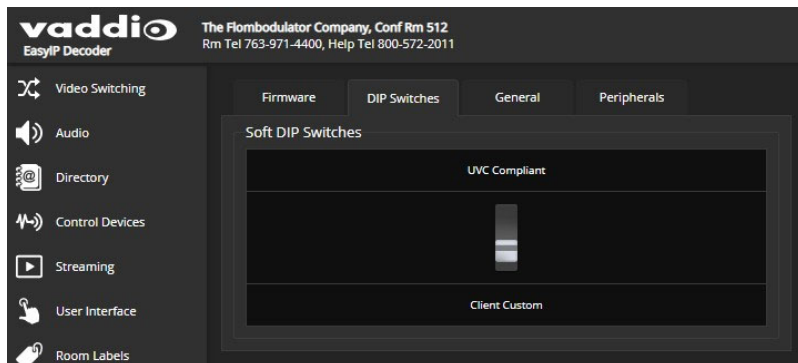 vaddio
EasyIP Decoder
The Flombodulator Company, Conf Rm 512
Rm Tel 763-971-4400, Help Tel 800-572-2011
Video Switching
Audio
Directory
Control Devices
Streaming
User Interface
Room Labels
Firmware DIP Switches General Peripherals
Soft DIP Switches
UVC Compliant
Client Custom